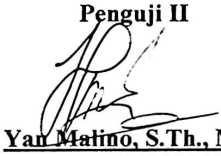 Penguji II
Yan Malino, S.Th., M